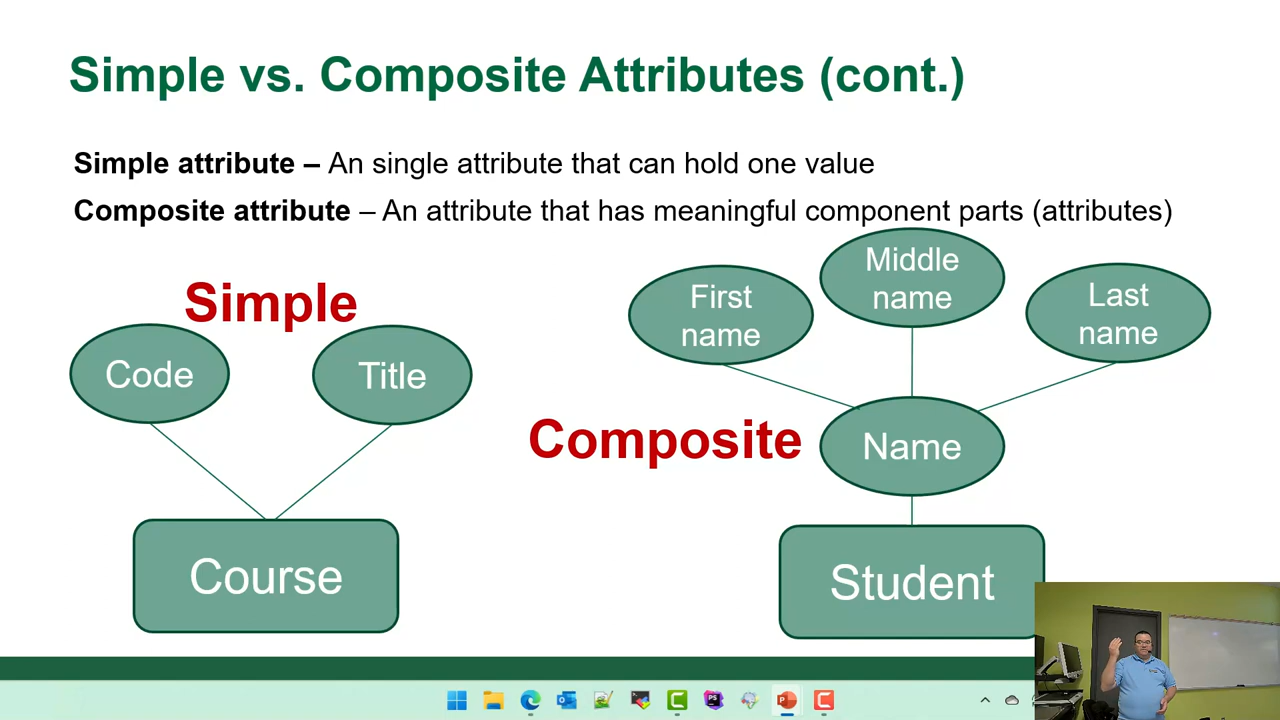 Simple vs. Composite Attributes (cont.)
Simple attribute – An single attribute that can hold one value
Composite attribute – An attribute that has meaningful component parts (attributes)
Simple
Code
Title
Course
First
name
Middle
name
Last
name
Composite
Name
Student